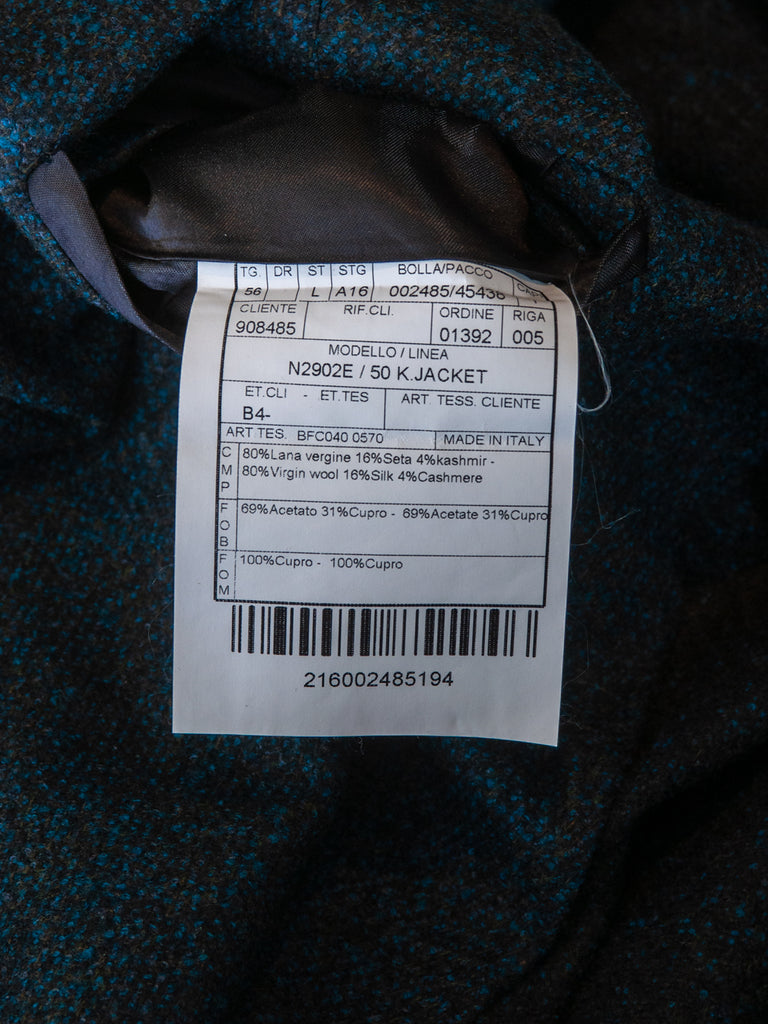 TG. DR ST STG BOLLA/PACCO
56 L A16 002485/45436
CLIENTE RIF.CLI. ORDINE RIGA
908485 01392 005
MODELLO / LINEA
N2902E / 50 K.JACKET
ET.CLI - ET.TES ART. TESS. CLIENTE
B4-
ART TES. BFC040 0570 MADE IN ITALY
CMP 80%Lana vergine 16%Seta 4%kashmir -
80%Virgin wool 16%Silk 4%Cashmere
FOB 69%Acetato 31%Cupro - 69%Acetate 31%Cupro
FOM 100%Cupro - 100%Cupro
216002485194